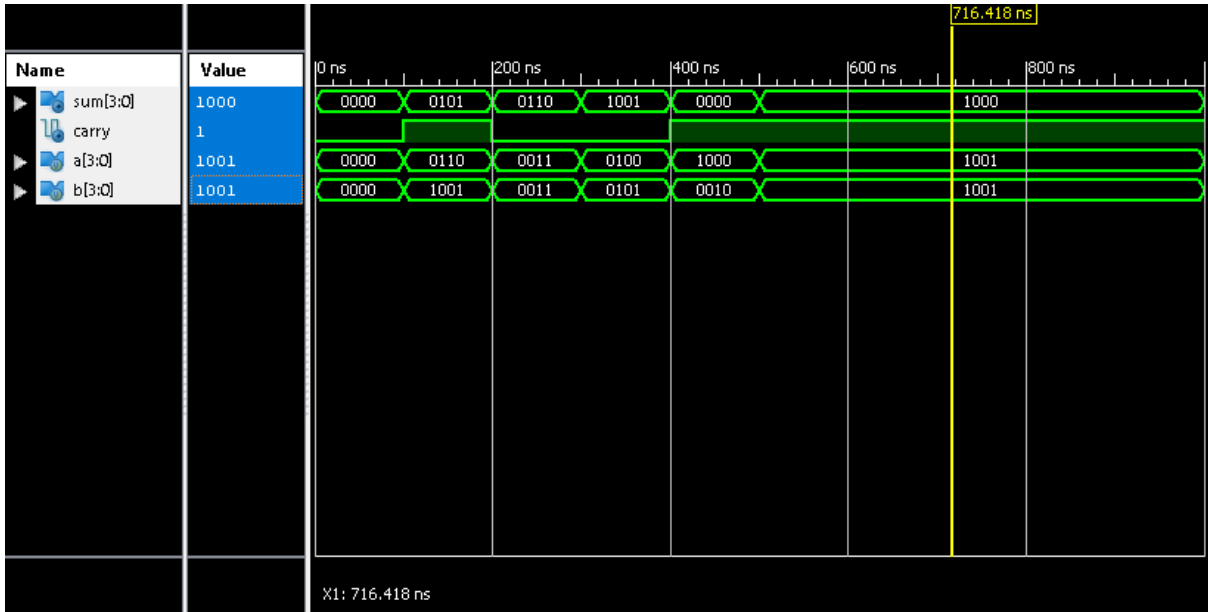 716.418 ns
Name Value 0 ns 200 ns 400 ns 600 ns 800 ns
sum[3:0] 1000 0000 0101 0110 1001 0000 1000
carry 1
a[3:0] 1001 0000 0110 0011 0100 1000 1001
b[3:0] 1001 0000 1001 0011 0101 0010 1001
X1: 716.418 ns